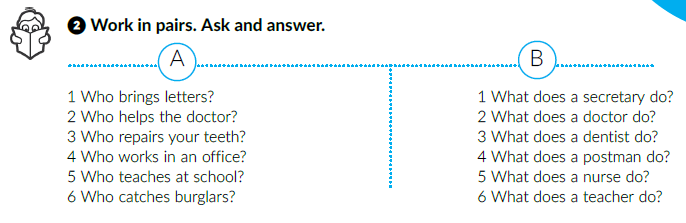 2 Work in pairs. Ask and answer.
A
1 Who brings letters?
2 Who helps the doctor?
3 Who repairs your teeth?
4 Who works in an office?
5 Who teaches at school?
6 Who catches burglars?
B
1 What does a secretary do?
2 What does a doctor do?
3 What does a dentist do?
4 What does a postman do?
5 What does a nurse do?
6 What does a teacher do?